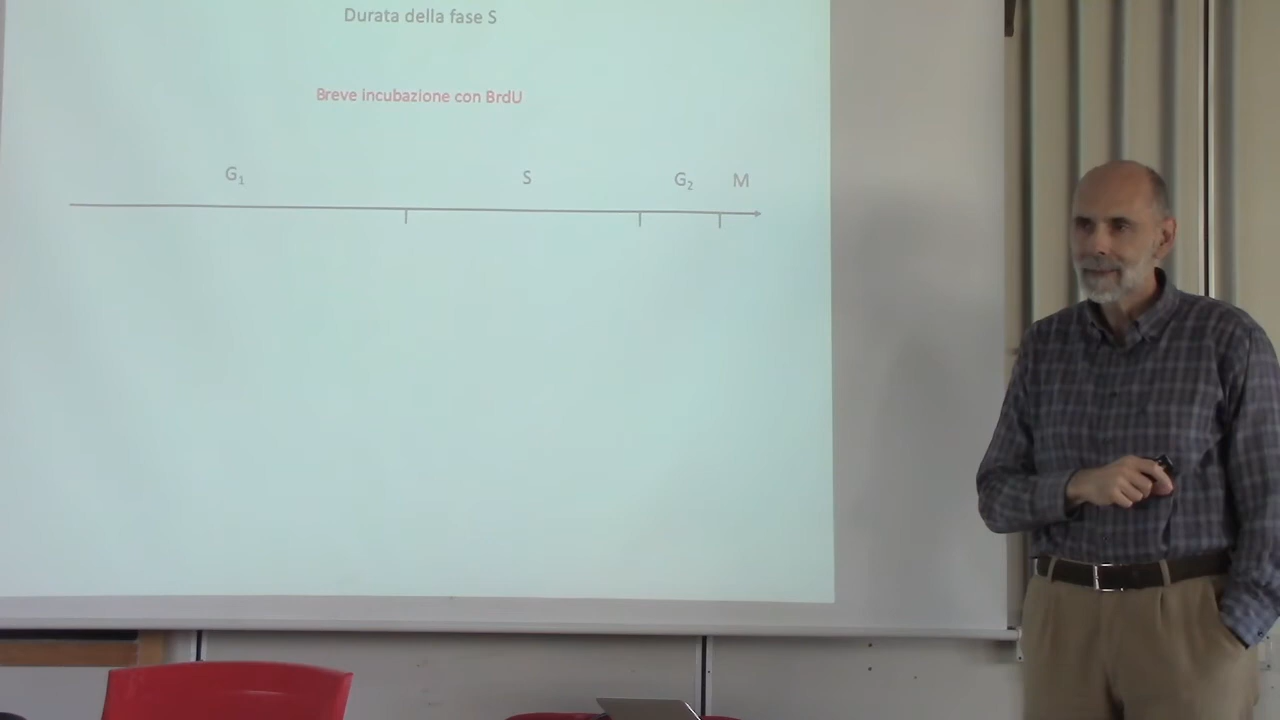 Durata della fase S
Breve incubazione con BrdU
G₁ S G₂ M